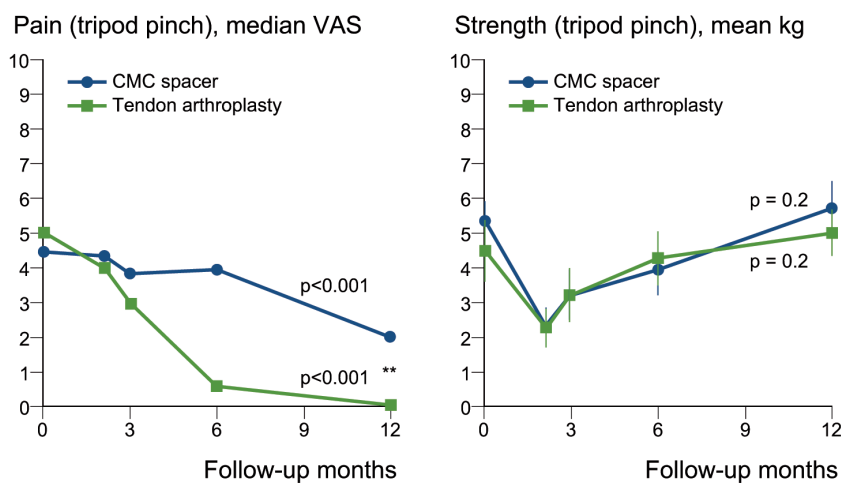 Pain (tripod pinch), median VAS
10
9
8
7
6
5
4
3
2
1
0
CMC spacer
Tendon arthroplasty
p<0.001
p<0.001
**
0
3
6
9
12
Follow-up months
Strength (tripod pinch), mean kg
10
9
8
7
6
5
4
3
2
1
0
CMC spacer
Tendon arthroplasty
p = 0.2
p = 0.2
0
3
6
9
12
Follow-up months